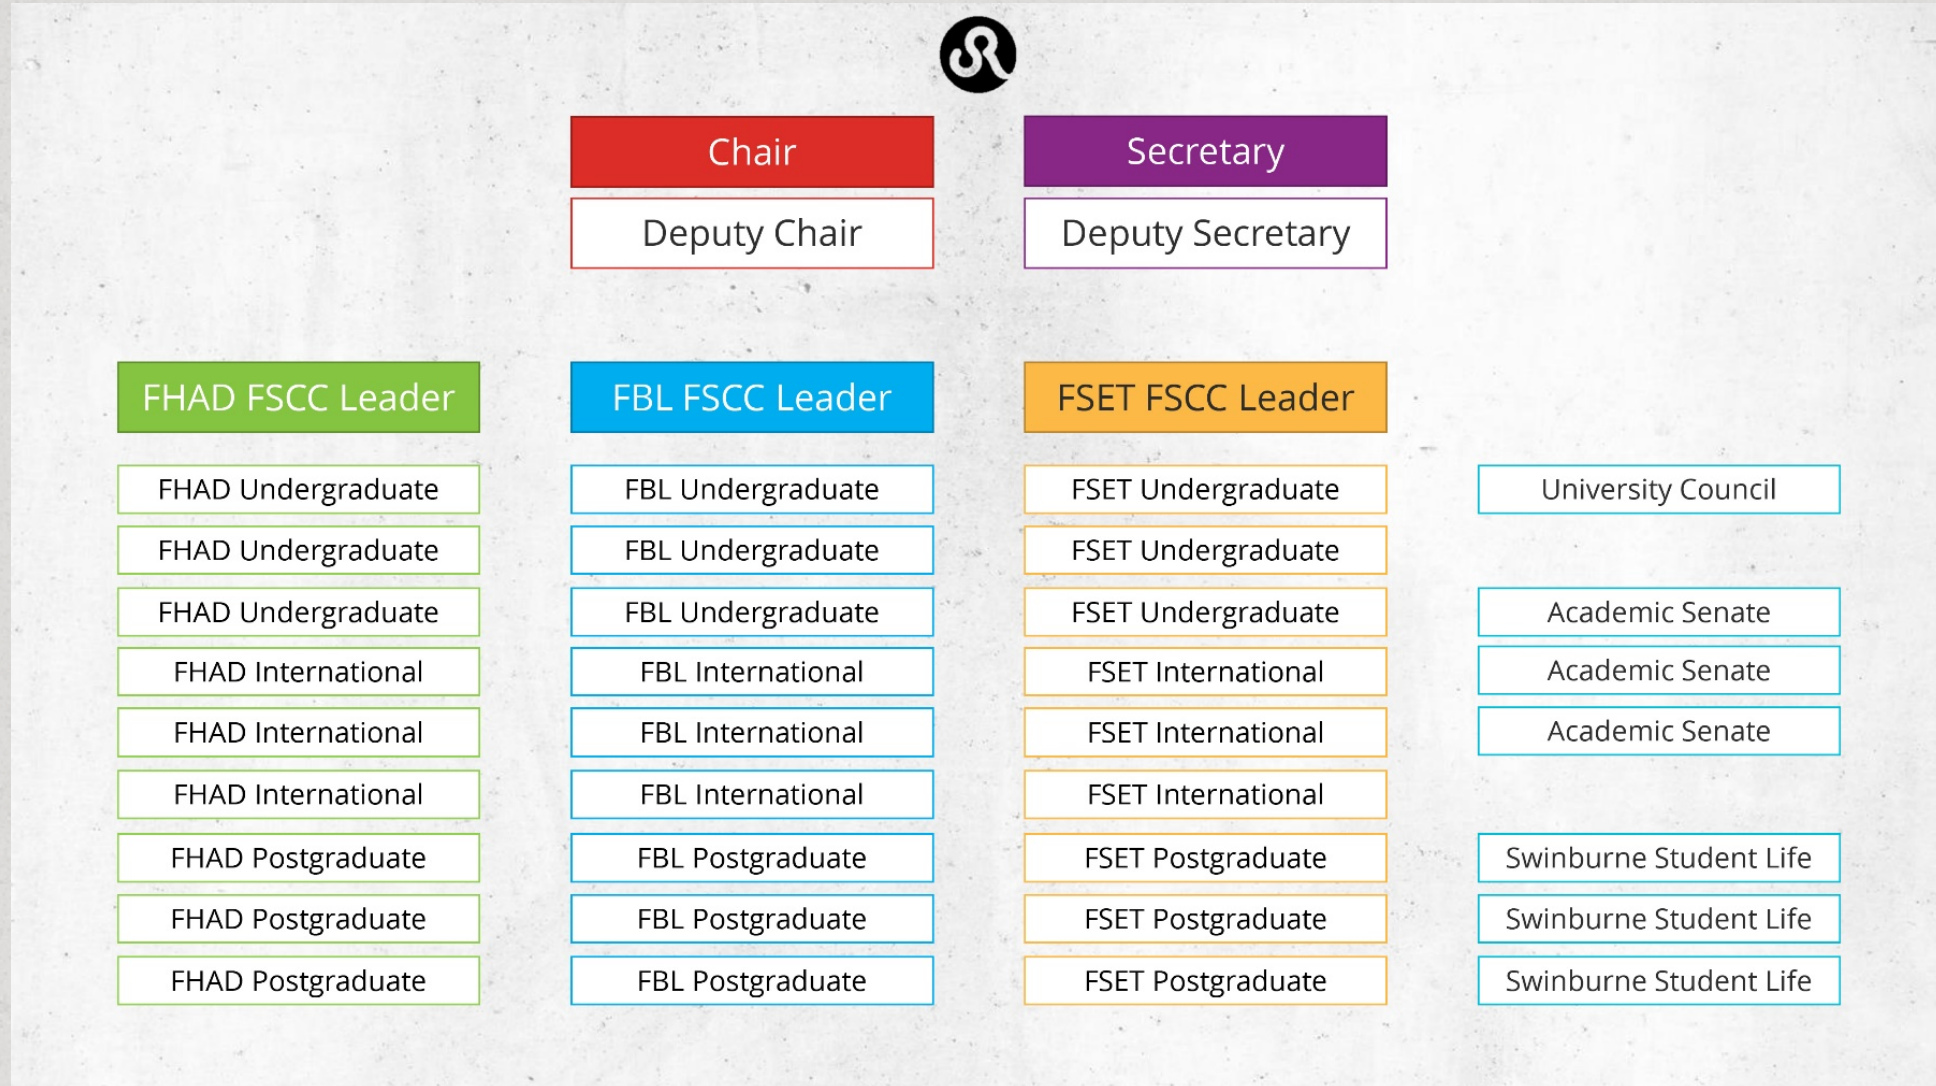 Chair
Secretary
Deputy Chair
Deputy Secretary
FHAD FSCC Leader
FBL FSCC Leader
FSET FSCC Leader
FHAD Undergraduate
FBL Undergraduate
FSET Undergraduate
University Council
FHAD Undergraduate
FBL Undergraduate
FSET Undergraduate
FHAD Undergraduate
FBL Undergraduate
FSET Undergraduate
Academic Senate
FHAD International
FBL International
FSET International
Academic Senate
FHAD International
FBL International
FSET International
Academic Senate
FHAD International
FBL International
FSET International
FHAD Postgraduate
FBL Postgraduate
FSET Postgraduate
Swinburne Student Life
FHAD Postgraduate
FBL Postgraduate
FSET Postgraduate
Swinburne Student Life
FHAD Postgraduate
FBL Postgraduate
FSET Postgraduate
Swinburne Student Life